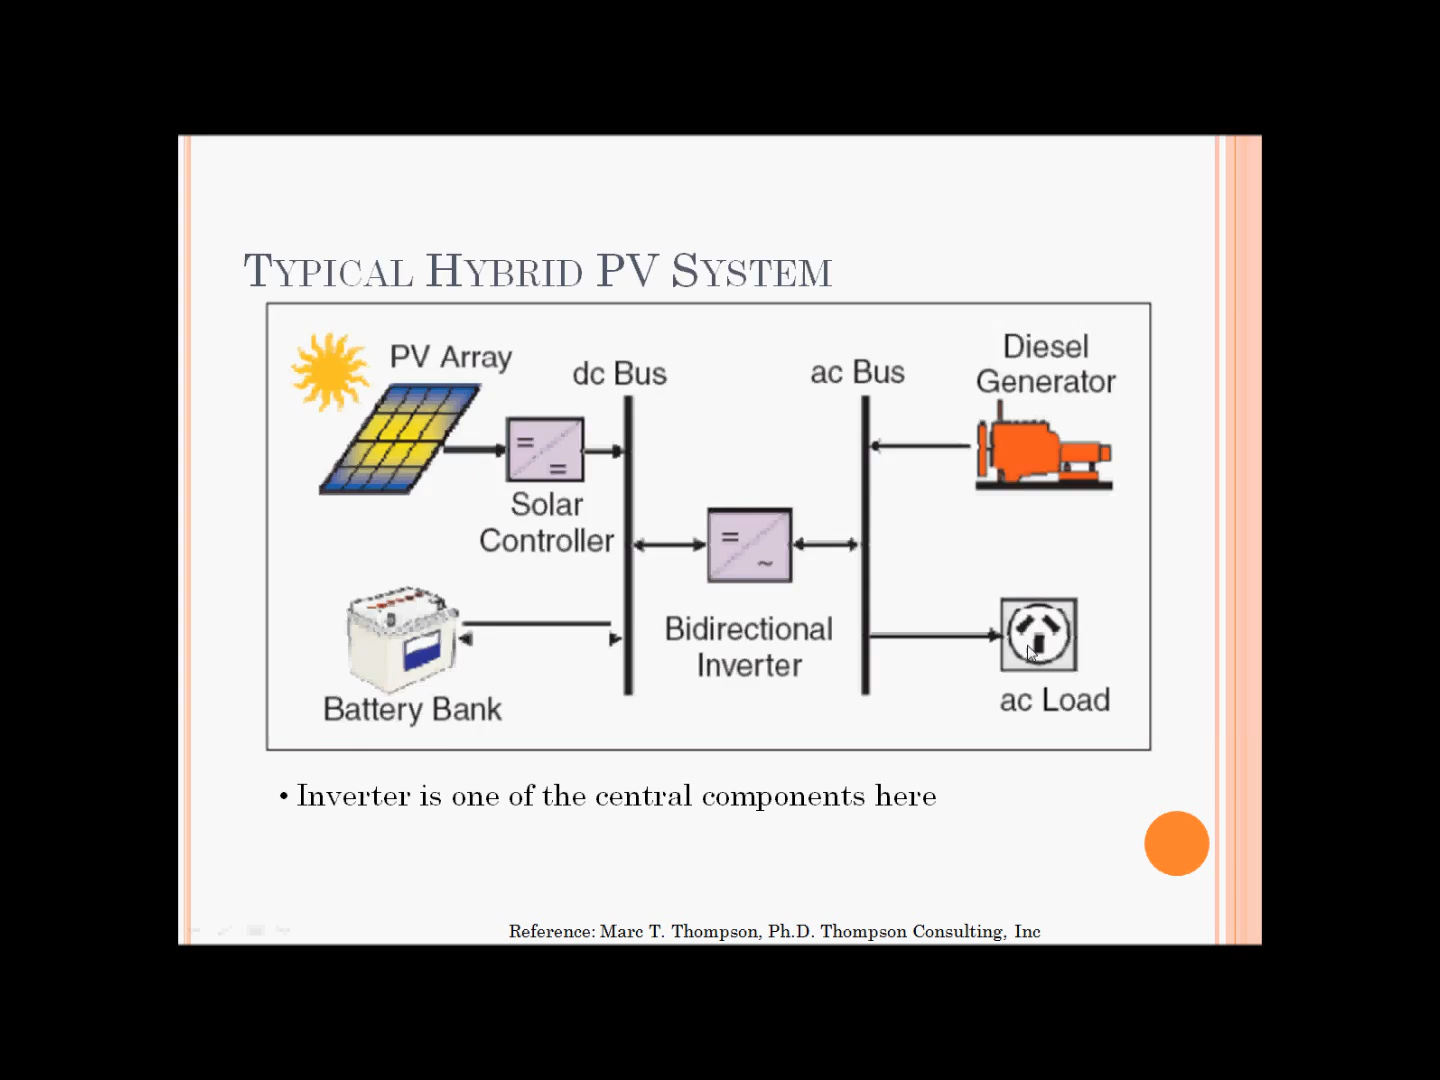 TYPICAL HYBRID PV SYSTEM
PV Array
dc Bus
ac Bus
Diesel
Generator
=
=
Solar
Controller
=
~
Bidirectional
Inverter
Battery Bank
ac Load
• Inverter is one of the central components here
Reference: Marc T. Thompson, Ph.D. Thompson Consulting, Inc